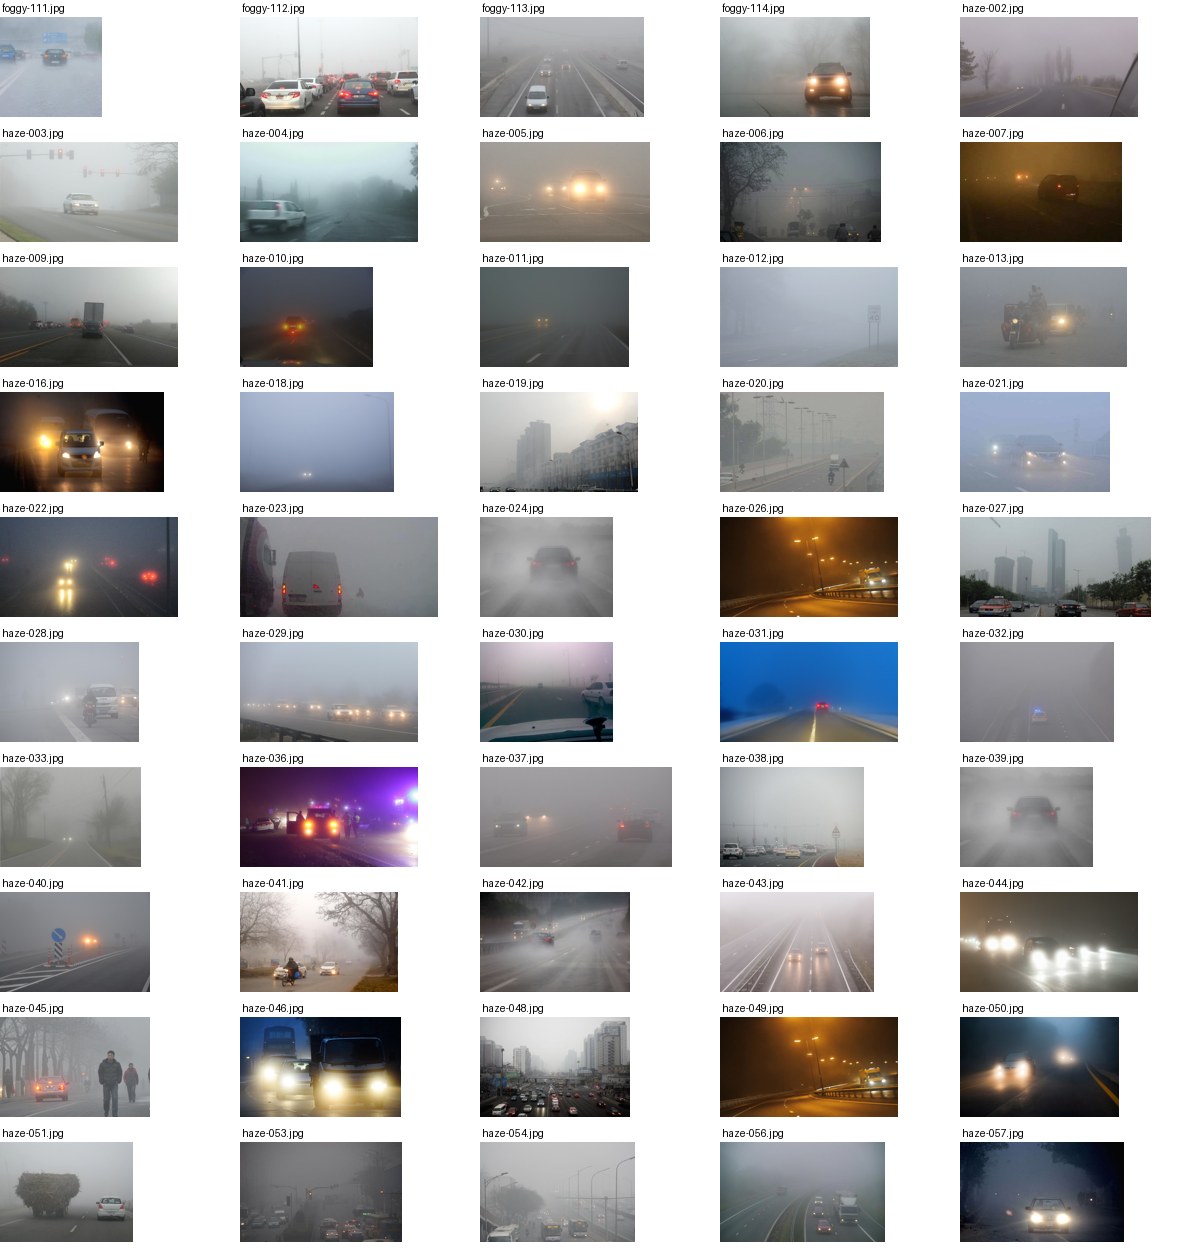 foggy-111.jpg foggy-112.jpg foggy-113.jpg foggy-114.jpg haze-002.jpg
haze-003.jpg haze-004.jpg haze-005.jpg haze-006.jpg haze-007.jpg
haze-009.jpg haze-010.jpg haze-011.jpg haze-012.jpg haze-013.jpg
haze-016.jpg haze-018.jpg haze-019.jpg haze-020.jpg haze-021.jpg
haze-022.jpg haze-023.jpg haze-024.jpg haze-026.jpg haze-027.jpg
haze-028.jpg haze-029.jpg haze-030.jpg haze-031.jpg haze-032.jpg
haze-033.jpg haze-036.jpg haze-037.jpg haze-038.jpg haze-039.jpg
haze-040.jpg haze-041.jpg haze-042.jpg haze-043.jpg haze-044.jpg
haze-045.jpg haze-046.jpg haze-048.jpg haze-049.jpg haze-050.jpg
haze-051.jpg haze-053.jpg haze-054.jpg haze-056.jpg haze-057.jpg